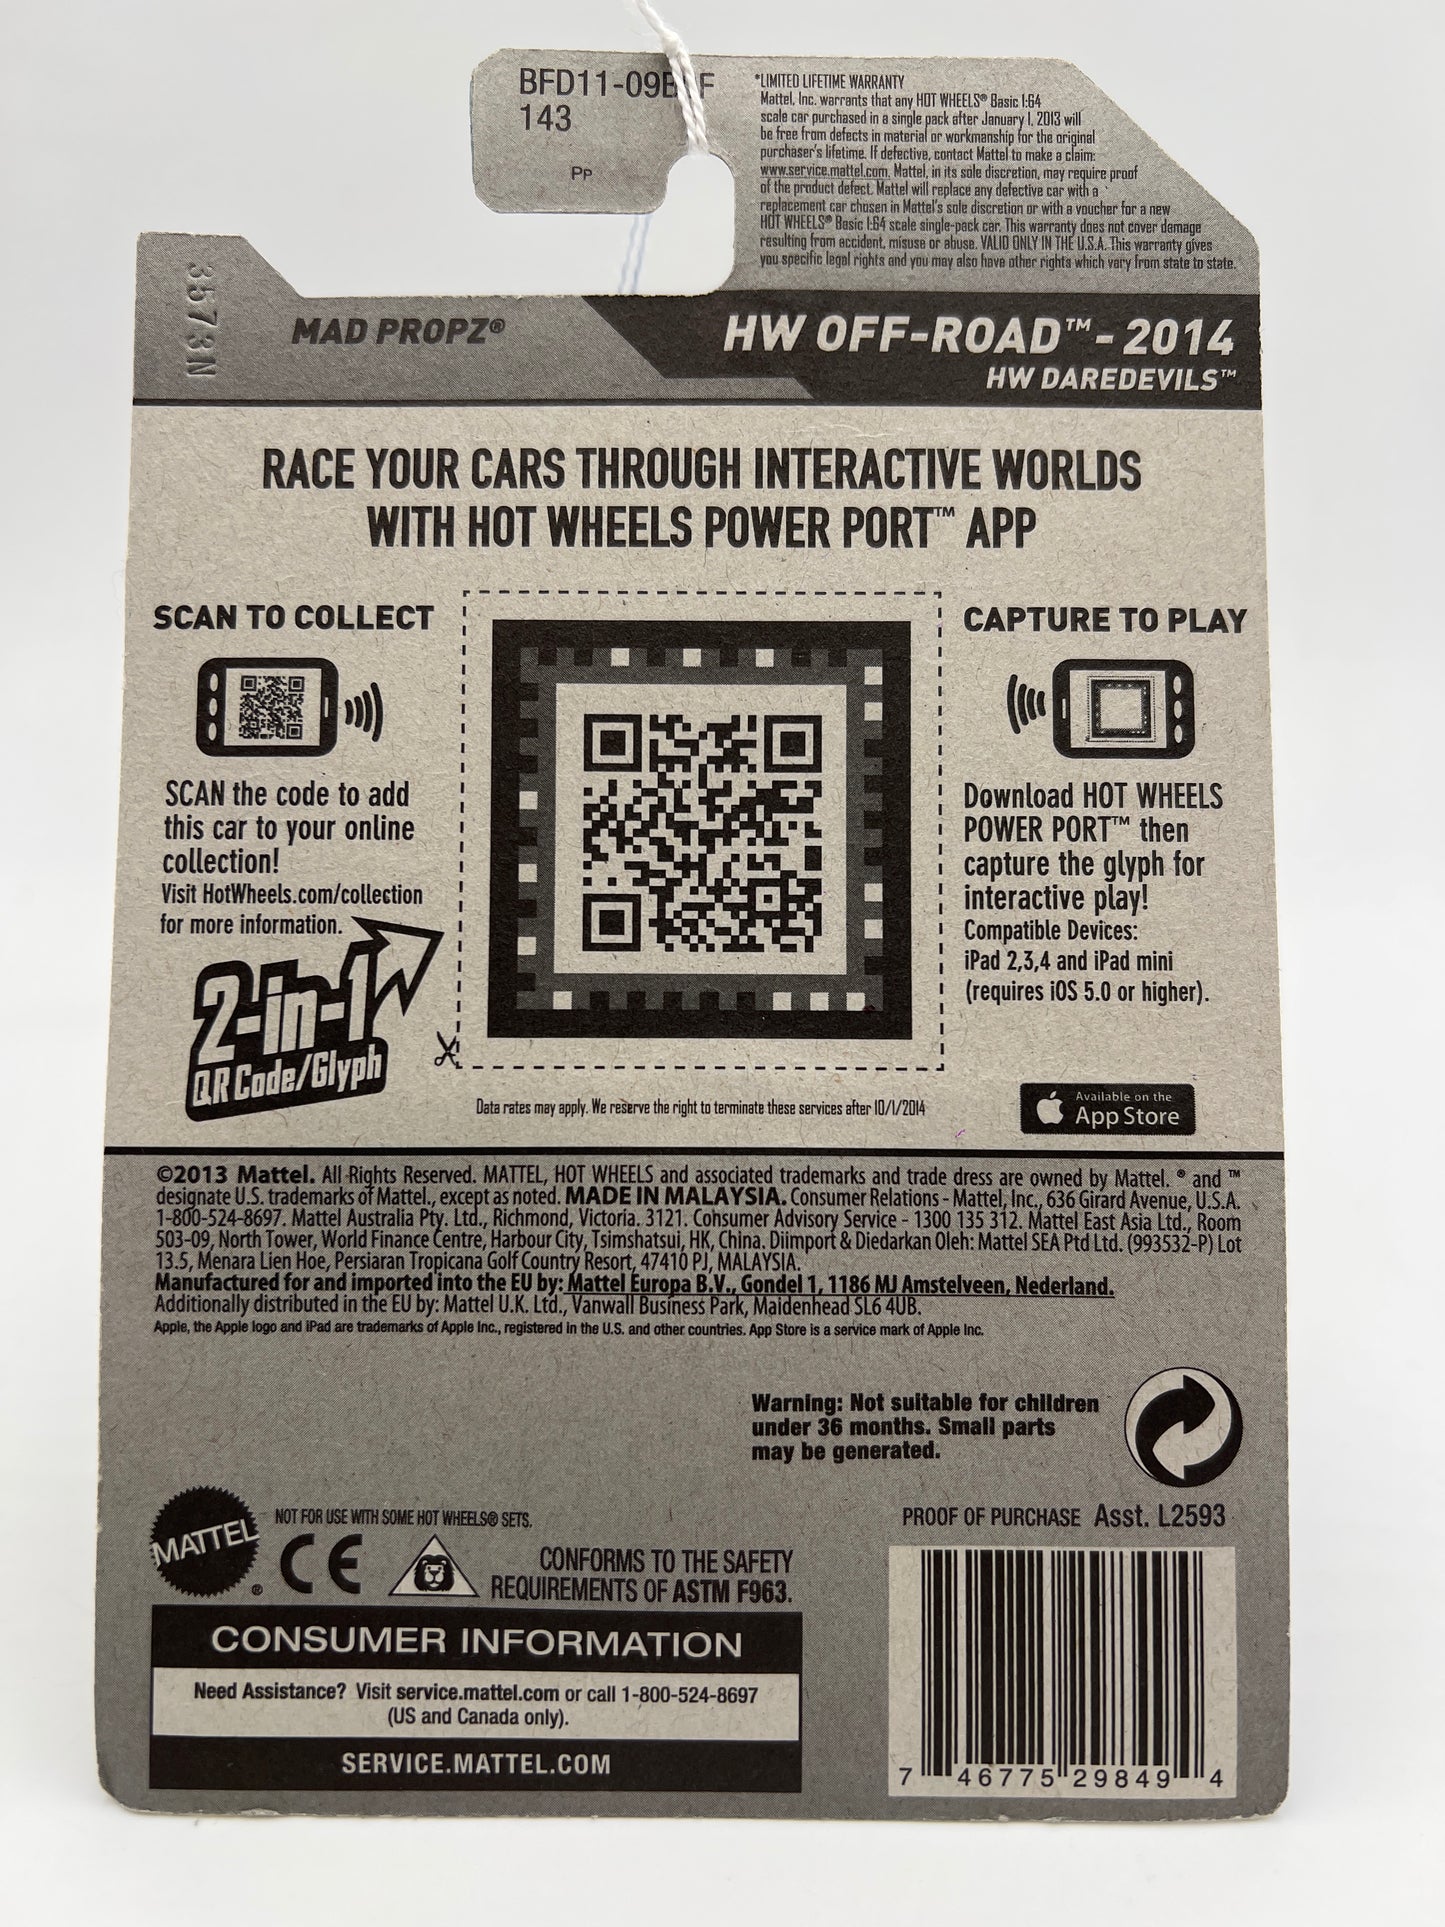 BFD11-09B F
143
Pp
*LIMITED LIFETIME WARRANTY
Mattel, Inc. warrants that any HOT WHEELS® Basic 1:64
scale car purchased in a single pack after January 1, 2013 will
be free from defects in material or workmanship for the original
purchaser's lifetime. If defective, contact Mattel to make a claim:
www.service.mattel.com. Mattel, in its sole discretion, may require proof
of the product defect. Mattel will replace any defective car with a
replacement car chosen in Mattel's sole discretion or with a voucher for a new
HOT WHEELS® Basic 1:64 scale single-pack car. This warranty does not cover damage
resulting from accident, misuse or abuse. VALID ONLY IN THE U.S.A. This warranty gives
you specific legal rights and you may also have other rights which vary from state to state.
3573N
MAD PROPZ®
HW OFF-ROAD™ - 2014
HW DAREDEVILS™
RACE YOUR CARS THROUGH INTERACTIVE WORLDS
WITH HOT WHEELS POWER PORT™ APP
SCAN TO COLLECT
SCAN the code to add
this car to your online
collection!
Visit HotWheels.com/collection
for more information.
2-in-1
QR Code/Glyph
CAPTURE TO PLAY
Download HOT WHEELS
POWER PORT™ then
capture the glyph for
interactive play!
Compatible Devices:
iPad 2,3,4 and iPad mini
(requires iOS 5.0 or higher).
Data rates may apply. We reserve the right to terminate these services after 10/1/2014
Available on the
App Store
©2013 Mattel. All Rights Reserved. MATTEL, HOT WHEELS and associated trademarks and trade dress are owned by Mattel. ® and ™
designate U.S. trademarks of Mattel., except as noted. MADE IN MALAYSIA. Consumer Relations - Mattel, Inc., 636 Girard Avenue, U.S.A.
1-800-524-8697. Mattel Australia Pty. Ltd., Richmond, Victoria. 3121. Consumer Advisory Service - 1300 135 312. Mattel East Asia Ltd., Room
503-09, North Tower, World Finance Centre, Harbour City, Tsimshatsui, HK, China. Diimport & Diedarkan Oleh: Mattel SEA Ptd Ltd. (993532-P) Lot
13.5, Menara Lien Hoe, Persiaran Tropicana Golf Country Resort, 47410 PJ, MALAYSIA.
Manufactured for and imported into the EU by: Mattel Europa B.V., Gondel 1, 1186 MJ Amstelveen, Nederland.
Additionally distributed in the EU by: Mattel U.K. Ltd., Vanwall Business Park, Maidenhead SL6 4UB.
Apple, the Apple logo and iPad are trademarks of Apple Inc., registered in the U.S. and other countries. App Store is a service mark of Apple Inc.
Warning: Not suitable for children
under 36 months. Small parts
may be generated.
MATTEL®
NOT FOR USE WITH SOME HOT WHEELS® SETS.
CE
CONFORMS TO THE SAFETY
REQUIREMENTS OF ASTM F963.
PROOF OF PURCHASE Asst. L2593
CONSUMER INFORMATION
Need Assistance? Visit service.mattel.com or call 1-800-524-8697
(US and Canada only).
SERVICE.MATTEL.COM
7 46775 29849 4